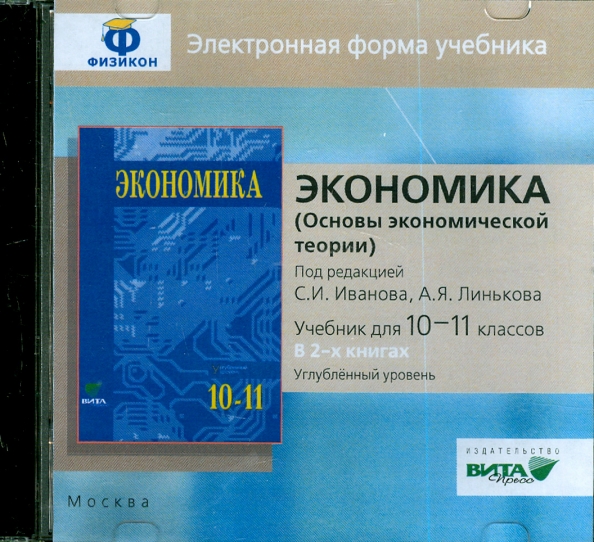 ФИЗИКОН
Электронная форма учебника
ЭКОНОМИКА
10-11
ВИТА
ЭКОНОМИКА
(Основы экономической
теории)
Под редакцией
С.И. Иванова, А.Я. Линькова
Учебник для 10–11 классов
В 2-х книгах
Углублённый уровень
ИЗДАТЕЛЬСТВО
ВИТА
Пресс
Москва